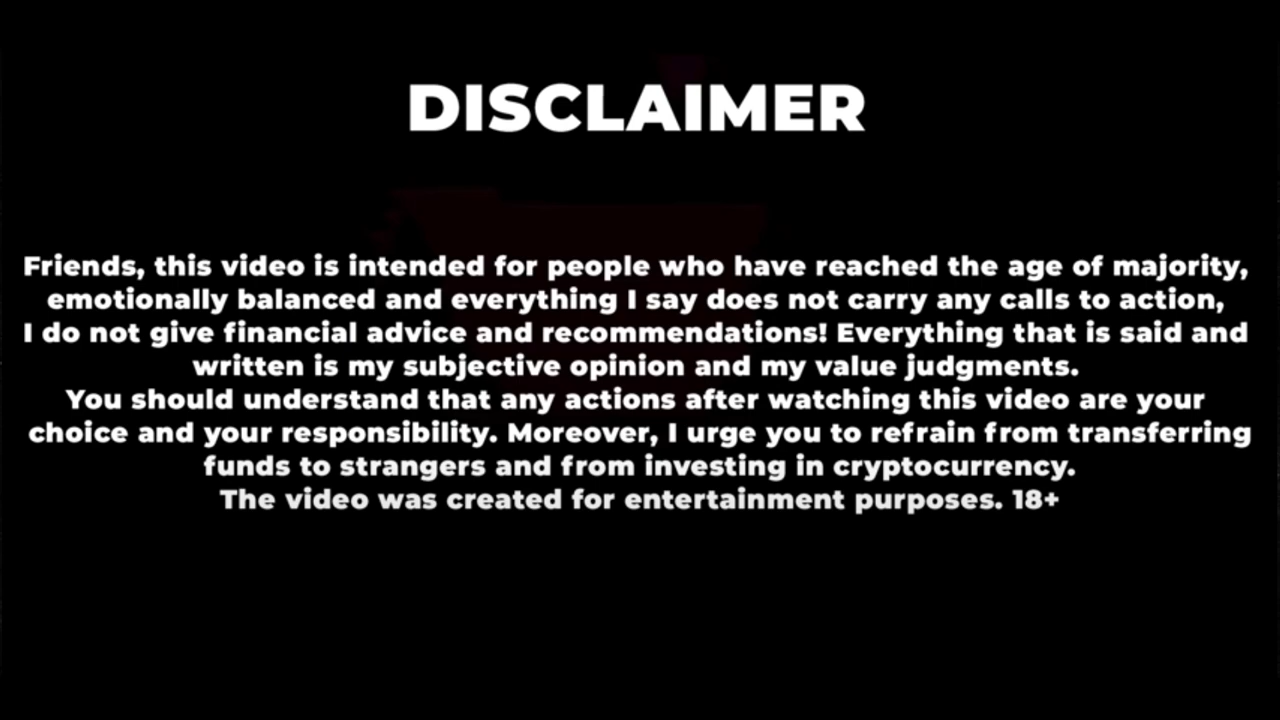 DISCLAIMER
Friends, this video is intended for people who have reached the age of majority,
emotionally balanced and everything I say does not carry any calls to action,
I do not give financial advice and recommendations! Everything that is said and
written is my subjective opinion and my value judgments.
You should understand that any actions after watching this video are your
choice and your responsibility. Moreover, I urge you to refrain from transferring
funds to strangers and from investing in cryptocurrency.
The video was created for entertainment purposes. 18+